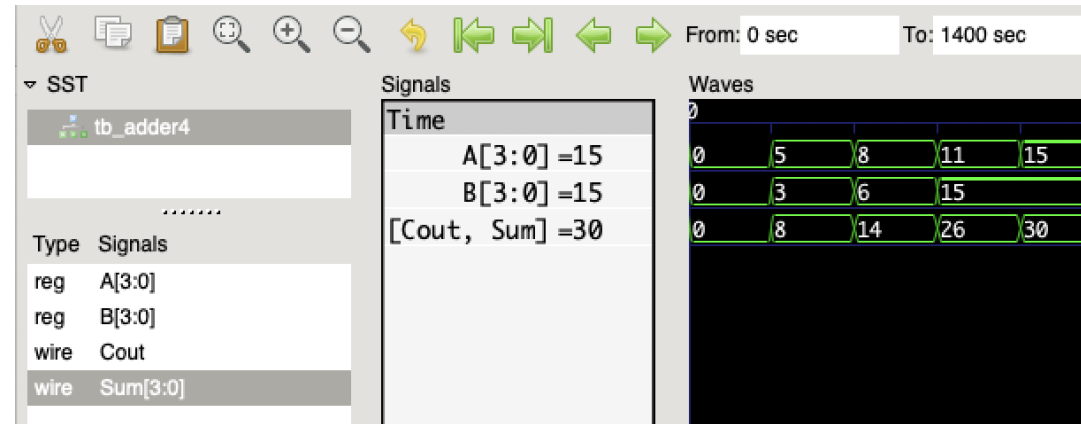 From: 0 sec To: 1400 sec
SST
tb_adder4
Type Signals
reg A[3:0]
reg B[3:0]
wire Cout
wire Sum[3:0]
Signals
Time
A[3:0] =15
B[3:0] =15
[Cout, Sum] =30
Waves
0
0 5 8 11 15
0 3 6 15
0 8 14 26 30